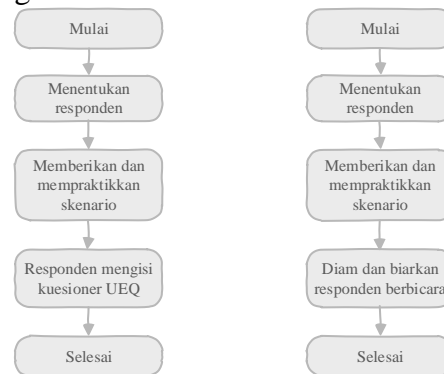 Mulai
Menentukan
responden
Memberikan dan
mempraktikkan
skenario
Responden mengisi
kuesioner UEQ
Selesai
Mulai
Menentukan
responden
Memberikan dan
mempraktikkan
skenario
Diam dan biarkan
responden berbicara
Selesai